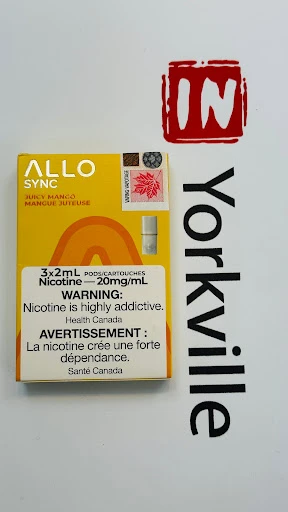 ALLO
SYNC
JUICY MANGO
MANGUE JUTEUSE
3x2mL PODS/CARTOUCHES
Nicotine — 20mg/mL
WARNING:
Nicotine is highly addictive.
Health Canada
AVERTISSEMENT :
La nicotine crée une forte
dépendance.
Santé Canada
IN
Yorkville